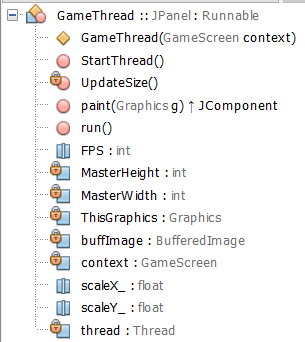 GameThread :: JPanel : Runnable
GameThread(GameScreen context)
StartThread()
UpdateSize()
paint(Graphics g) ↑ JComponent
run()
FPS : int
MasterHeight : int
MasterWidth : int
ThisGraphics : Graphics
buffImage : BufferedImage
context : GameScreen
scaleX_ : float
scaleY_ : float
thread : Thread